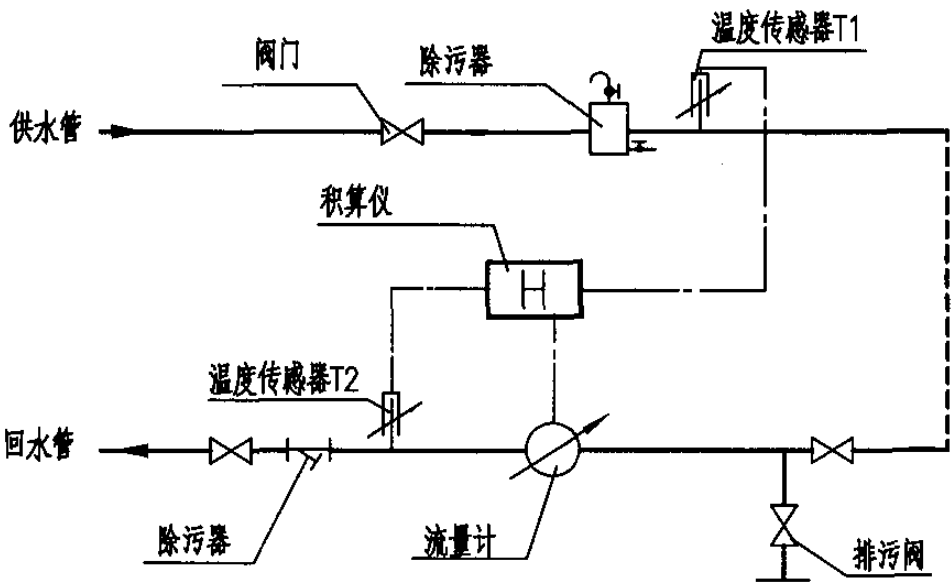 温度传感器T1
阀门
除污器
供水管
积算仪
H
温度传感器T2
回水管
除污器
流量计
排污阀